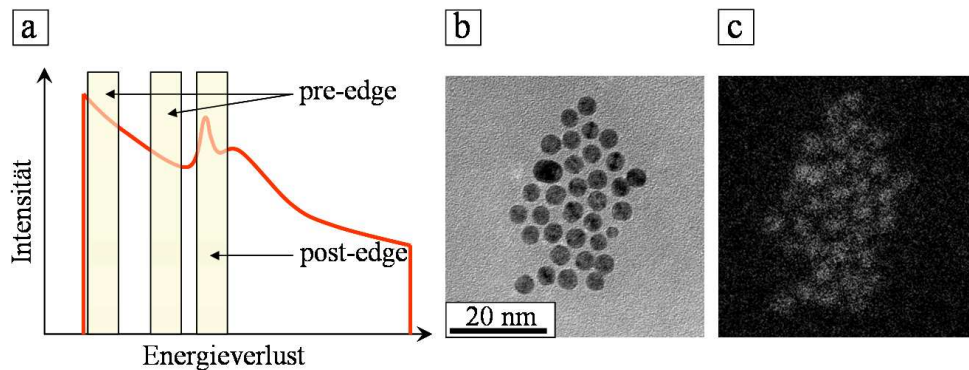 a
b
c
Intensität
pre-edge
post-edge
Energieverlust
20 nm